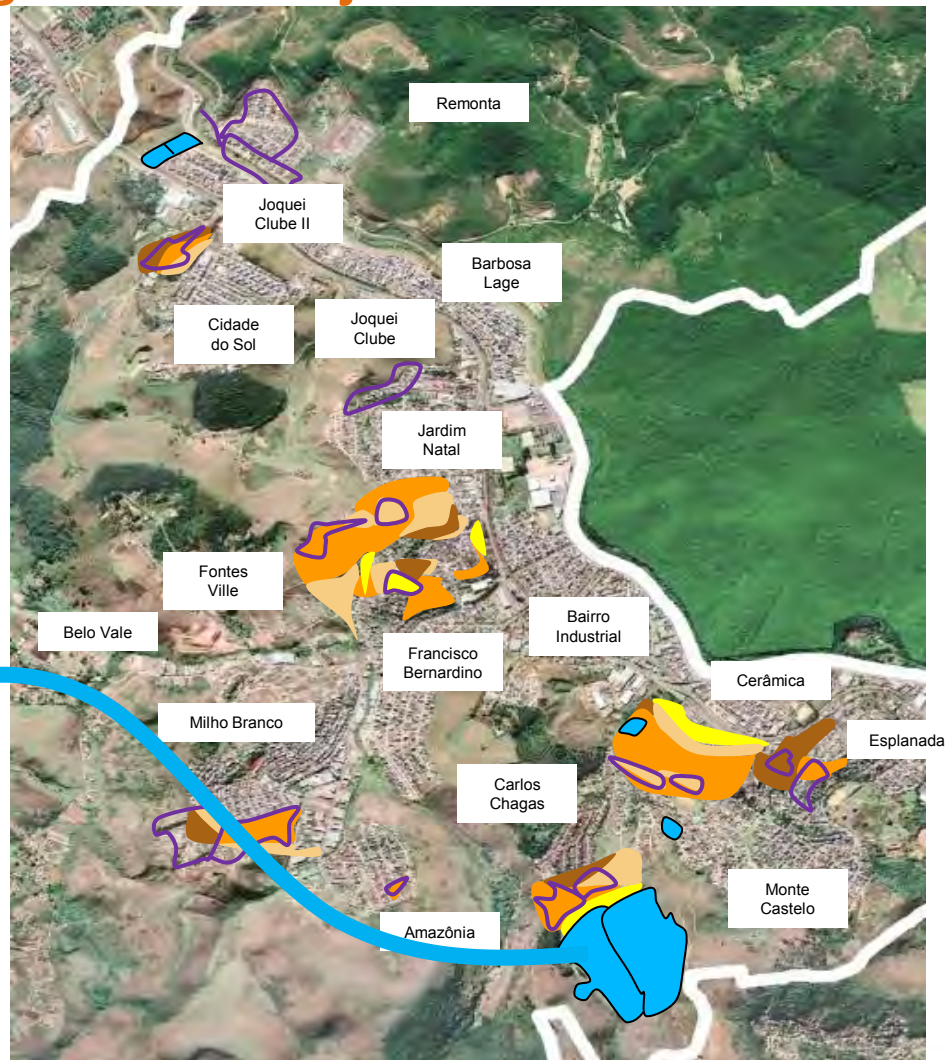 Remonta
Joquei
Clube II
Barbosa
Lage
Cidade
do Sol
Joquei
Clube
Jardim
Natal
Fontes
Ville
Belo Vale
Bairro
Industrial
Francisco
Bernardino
Cerâmica
Milho Branco
Esplanada
Carlos
Chagas
Monte
Castelo
Amazônia